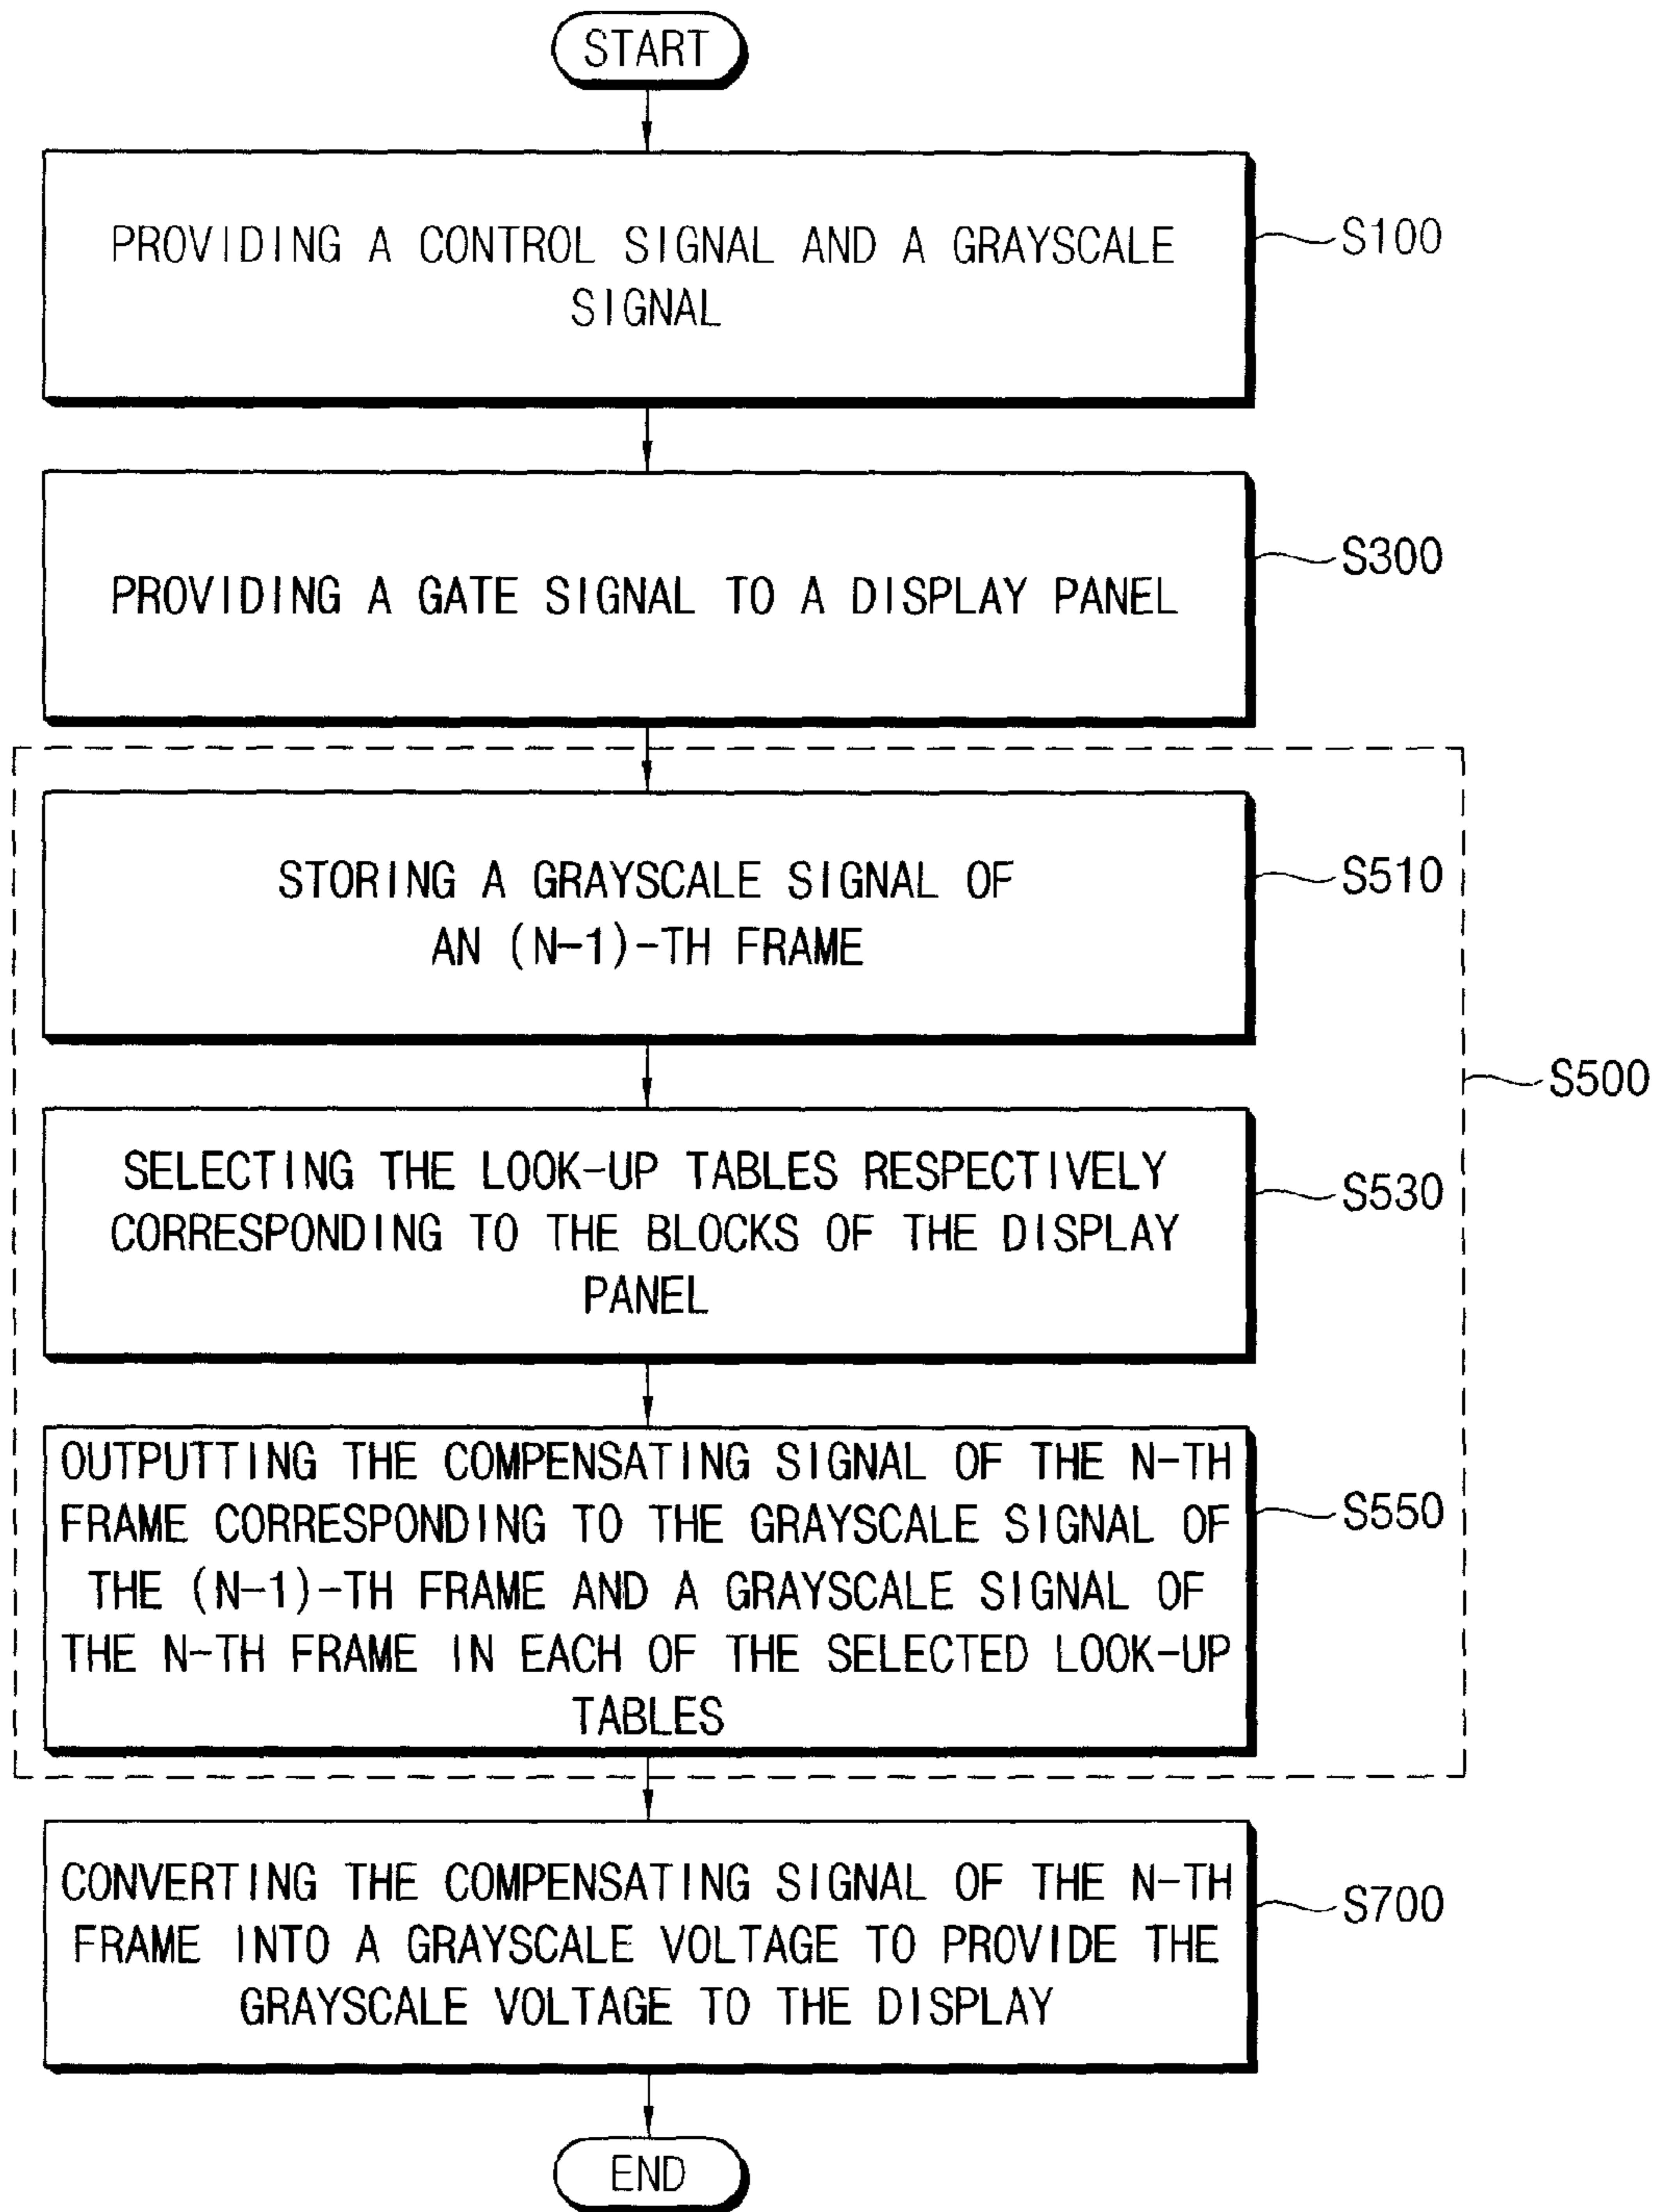 START
PROVIDING A CONTROL SIGNAL AND A GRAYSCALE
SIGNAL
S100
PROVIDING A GATE SIGNAL TO A DISPLAY PANEL
S300
STORING A GRAYSCALE SIGNAL OF
AN (N-1)-TH FRAME
S510
S500
SELECTING THE LOOK-UP TABLES RESPECTIVELY
CORRESPONDING TO THE BLOCKS OF THE DISPLAY
PANEL
S530
OUTPUTTING THE COMPENSATING SIGNAL OF THE N-TH
FRAME CORRESPONDING TO THE GRAYSCALE SIGNAL OF
THE (N-1)-TH FRAME AND A GRAYSCALE SIGNAL OF
THE N-TH FRAME IN EACH OF THE SELECTED LOOK-UP
TABLES
S550
CONVERTING THE COMPENSATING SIGNAL OF THE N-TH
FRAME INTO A GRAYSCALE VOLTAGE TO PROVIDE THE
GRAYSCALE VOLTAGE TO THE DISPLAY
S700
END